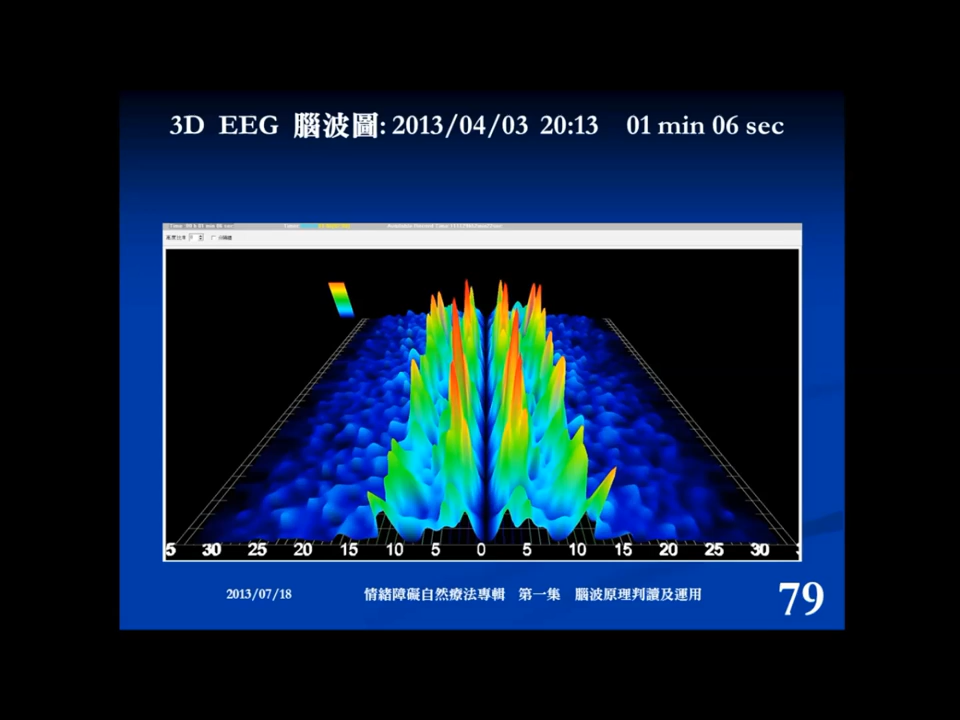 3D EEG 腦波圖: 2013/04/03 20:13 01 min 06 sec
5 30 25 20 15 10 5 0 5 10 15 20 25 30
2013/07/18 情緒障礙自然療法專輯 第一集 腦波原理判讀及運用 79